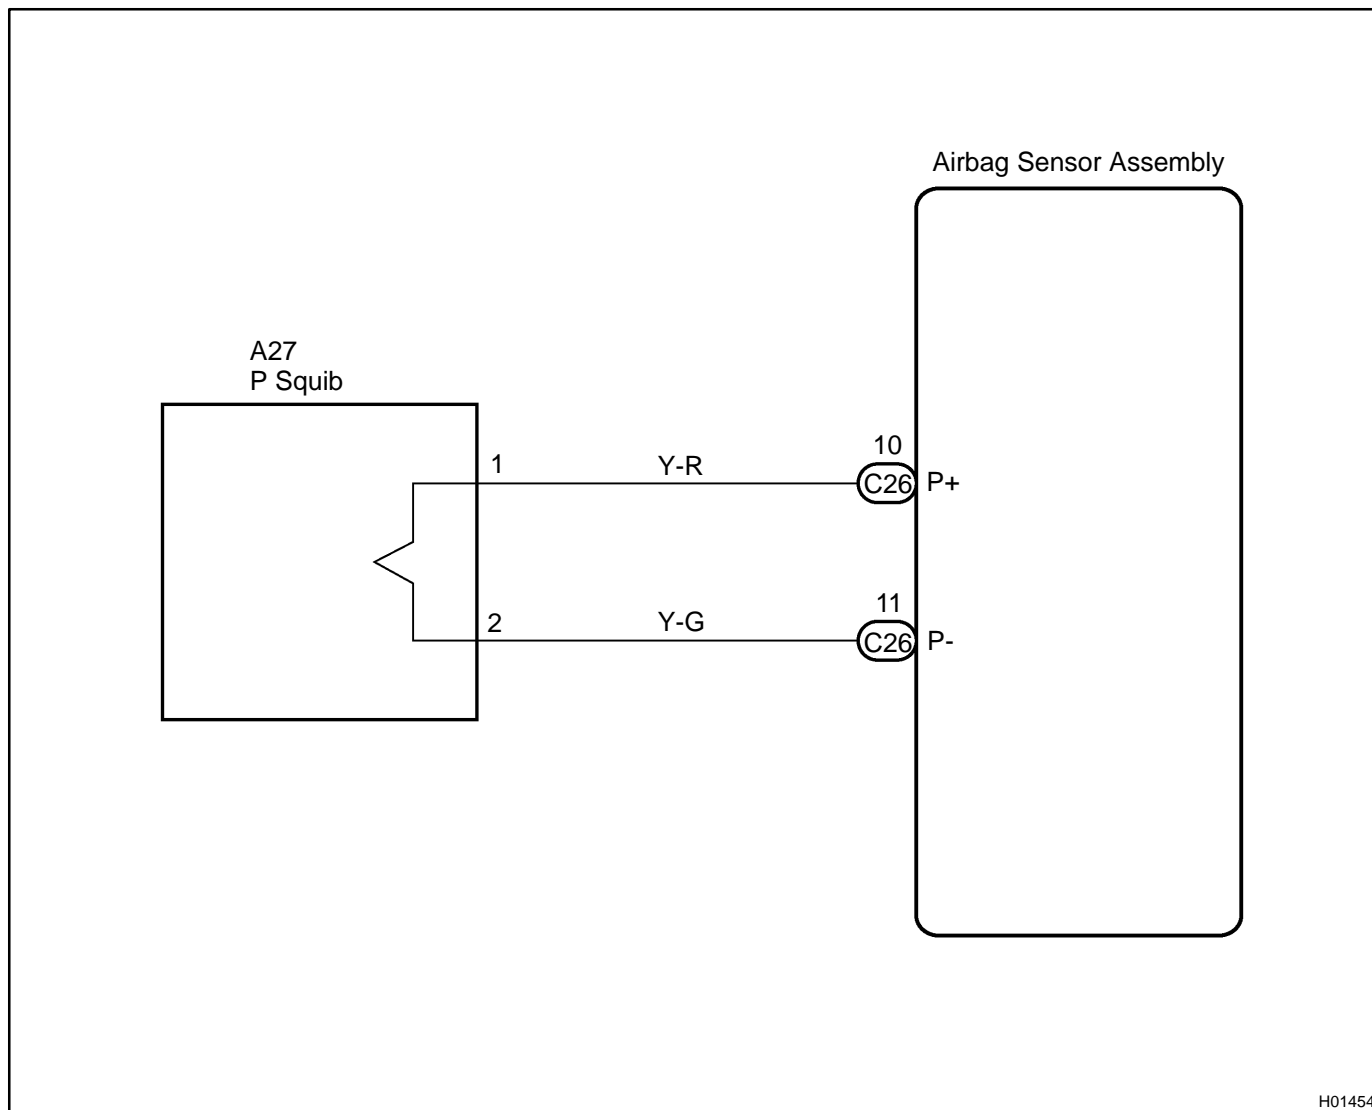 Airbag Sensor Assembly
A27
P Squib
1
Y-R
10
C26
P+
2
Y-G
11
C26
P-
H01454